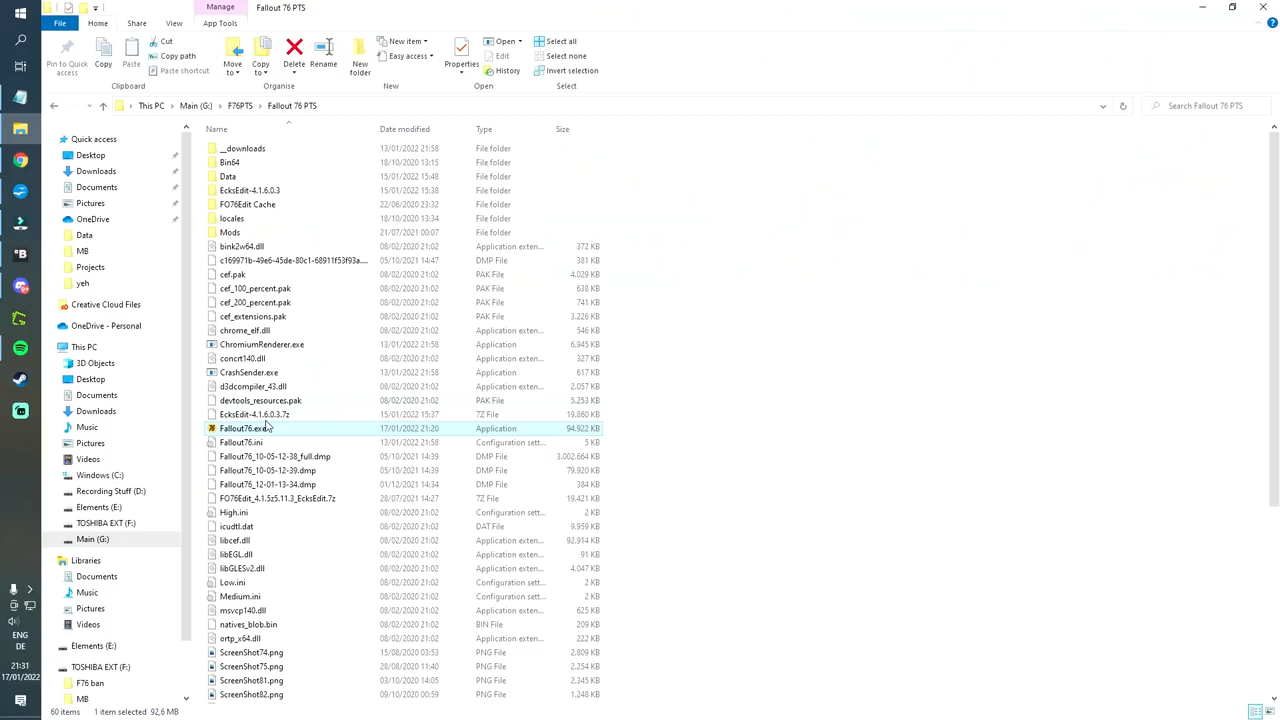 Manage
Fallout 76 PTS
File
Home
Share
View
App Tools
Pin to Quick access
Copy
Paste
Cut
Copy path
Paste shortcut
Clipboard
Move to
Copy to
Delete
Rename
Organise
New folder
New item
Easy access
New
Properties
Open
Edit
History
Open
Select all
Select none
Invert selection
Select
This PC > Main (G:) > F76PTS > Fallout 76 PTS
Search Fallout 76 PTS
Quick access
Desktop
Downloads
Documents
Pictures
OneDrive
Data
MB
Projects
yeh
Creative Cloud Files
OneDrive - Personal
This PC
3D Objects
Desktop
Documents
Downloads
Music
Pictures
Videos
Windows (C:)
Recording Stuff (D:)
Elements (E:)
TOSHIBA EXT (F:)
Main (G:)
Libraries
Documents
Music
Pictures
Videos
Elements (E:)
TOSHIBA EXT (F:)
F76 ban
MB
Name Date modified Type Size
__downloads 13/01/2022 21:58 File folder
Bin64 18/10/2020 13:15 File folder
Data 15/01/2022 15:48 File folder
EcksEdit-4.1.6.0.3 15/01/2022 15:38 File folder
FO76Edit Cache 22/06/2020 23:32 File folder
locales 18/10/2020 13:34 File folder
Mods 21/07/2021 00:07 File folder
bink2w64.dll 08/02/2020 21:02 Application exten... 372 KB
c169971b-49e6-45de-80c1-68911f53f93a.... 05/10/2021 14:47 DMP File 381 KB
cef.pak 08/02/2020 21:02 PAK File 4.029 KB
cef_100_percent.pak 08/02/2020 21:02 PAK File 638 KB
cef_200_percent.pak 08/02/2020 21:02 PAK File 741 KB
cef_extensions.pak 08/02/2020 21:02 PAK File 3.226 KB
chrome_elf.dll 08/02/2020 21:02 Application exten... 546 KB
ChromiumRenderer.exe 13/01/2022 21:58 Application 6.945 KB
concrt140.dll 08/02/2020 21:02 Application exten... 327 KB
CrashSender.exe 13/01/2022 21:58 Application 617 KB
d3dcompiler_43.dll 08/02/2020 21:02 Application exten... 2.057 KB
devtools_resources.pak 08/02/2020 21:02 PAK File 5.253 KB
EcksEdit-4.1.6.0.3.7z 15/01/2022 15:37 7Z File 19.860 KB
Fallout76.exe 17/01/2022 21:20 Application 94.922 KB
Fallout76.ini 13/01/2022 21:58 Configuration sett... 5 KB
Fallout76_10-05-12-38_full.dmp 05/10/2021 14:39 DMP File 3.002.664 KB
Fallout76_10-05-12-39.dmp 05/10/2021 14:39 DMP File 79.920 KB
Fallout76_12-01-13-34.dmp 01/12/2021 14:34 DMP File 384 KB
FO76Edit_4.1.5z5.11.3_EcksEdit.7z 28/07/2021 14:37 7Z File 19.421 KB
High.ini 08/02/2020 21:02 Configuration sett... 2 KB
icudtl.dat 08/02/2020 21:02 DAT File 9.959 KB
libcef.dll 08/02/2020 21:02 Application exten... 92.914 KB
libEGL.dll 08/02/2020 21:02 Application exten... 91 KB
libGLESv2.dll 08/02/2020 21:02 Application exten... 4.047 KB
Low.ini 08/02/2020 21:02 Configuration sett... 2 KB
Medium.ini 08/02/2020 21:02 Configuration sett... 2 KB
msvcp140.dll 08/02/2020 21:02 Application exten... 625 KB
natives_blob.bin 08/02/2020 21:02 BIN File 209 KB
ortp_x64.dll 08/02/2020 21:02 Application exten... 222 KB
ScreenShot74.png 15/08/2020 03:53 PNG File 2.809 KB
ScreenShot75.png 28/08/2020 11:40 PNG File 2.254 KB
ScreenShot81.png 03/10/2020 14:05 PNG File 2.345 KB
ScreenShot82.png 09/10/2020 00:59 PNG File 1.248 KB
60 items 1 item selected 92,6 MB
ENG
DE
21:31
17/01/2022